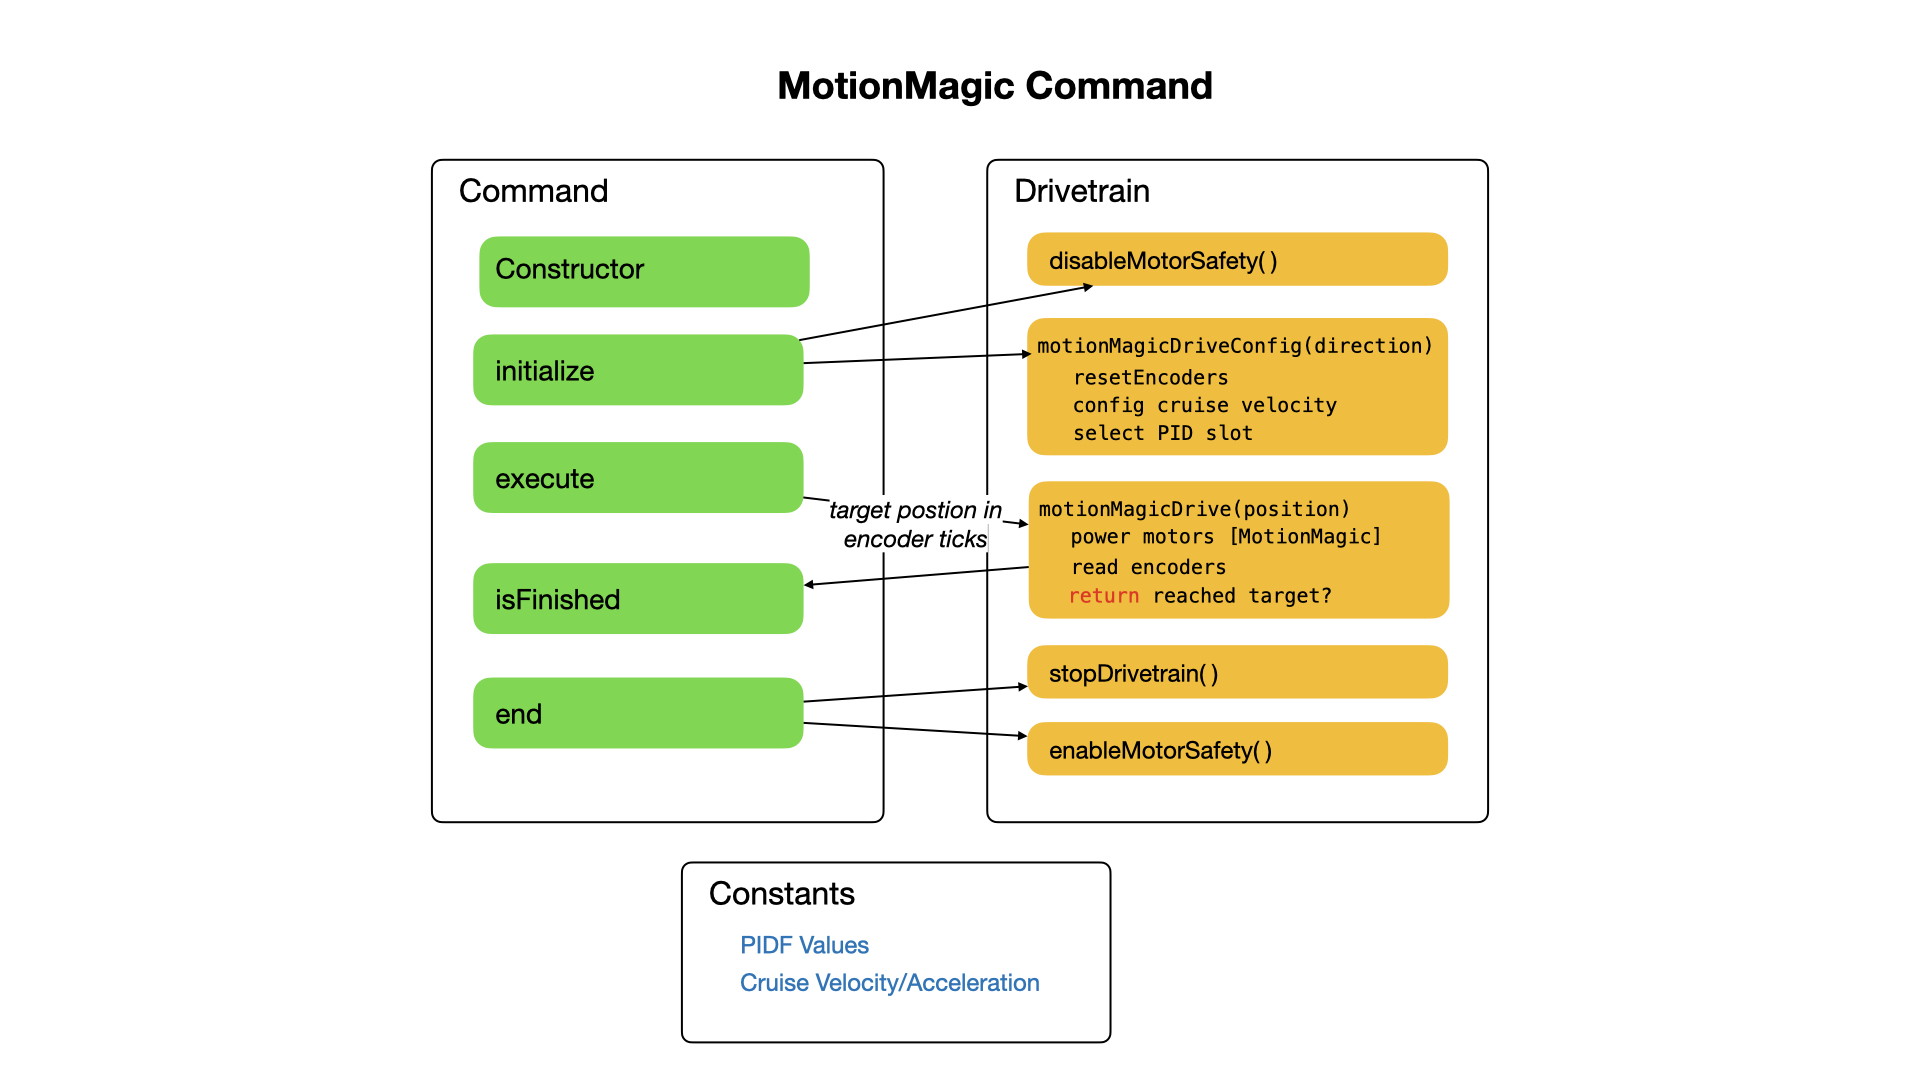 MotionMagic Command
Command
Constructor
initialize
execute
isFinished
end
target postion in
encoder ticks
Drivetrain
disableMotorSafety()
motionMagicDriveConfig(direction)
resetEncoders
config cruise velocity
select PID slot
motionMagicDrive(position)
power motors [MotionMagic]
read encoders
return reached target?
stopDrivetrain()
enableMotorSafety()
Constants
PIDF Values
Cruise Velocity/Acceleration